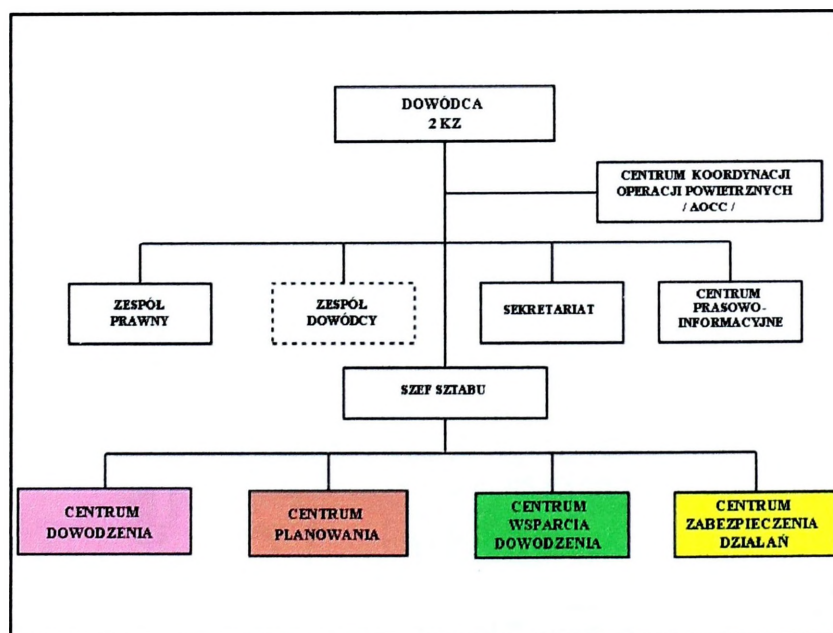 DOWÓDCA
2 KZ
CENTRUM KOORDYNACJI
OPERACJI POWIETRZNYCH
/ AOCC /
ZESPÓŁ
PRAWNY
ZESPÓŁ
DOWÓDCY
SEKRETARIAT
CENTRUM
PRASOWO-
INFORMACYJNE
SZEF SZTABU
CENTRUM
DOWODZENIA
CENTRUM
PLANOWANIA
CENTRUM
WSPARCIA
DOWODZENIA
CENTRUM
ZABEZPIECZENIA
DZIAŁAŃ